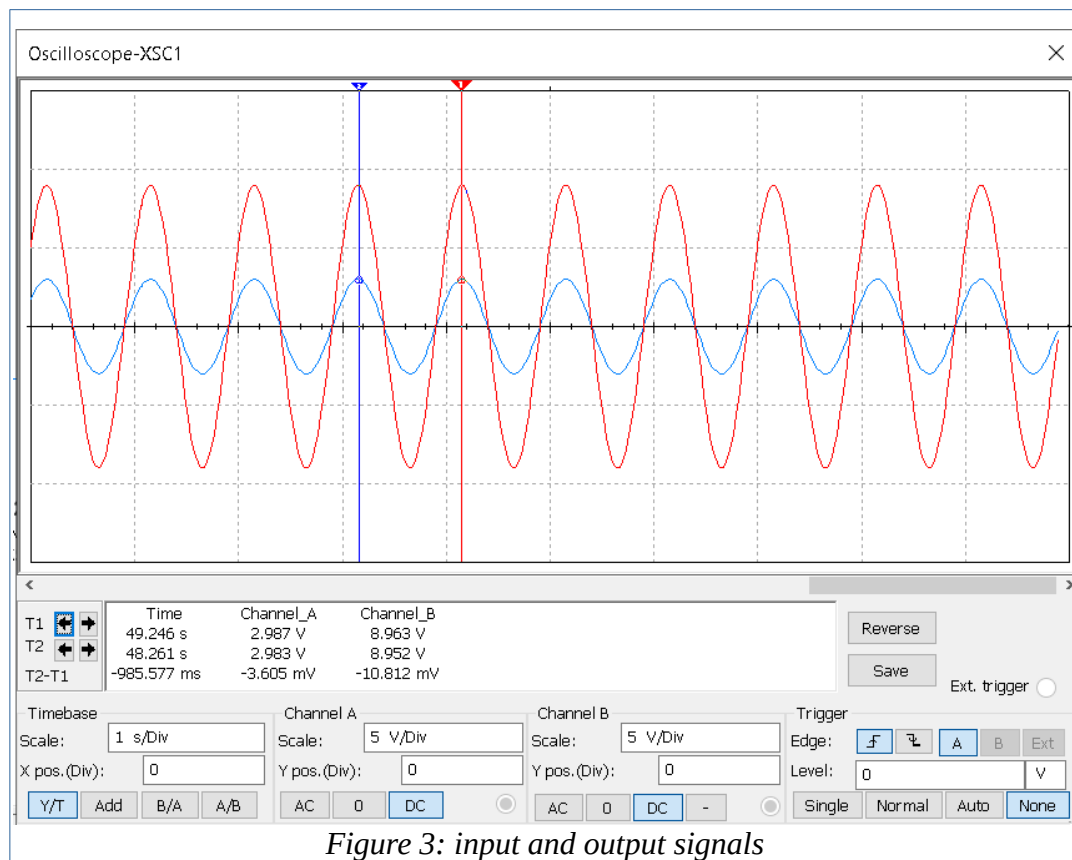 Oscilloscope-XSC1
2 1
Time Channel_A Channel_B
T1 49.246 s 2.987 V 8.963 V
T2 48.261 s 2.983 V 8.952 V
T2-T1 -985.577 ms -3.605 mV -10.812 mV
Reverse
Save
Ext. trigger
Timebase Channel A Channel B Trigger
Scale: 1 s/Div Scale: 5 V/Div Scale: 5 V/Div Edge: A B Ext
X pos.(Div): 0 Y pos.(Div): 0 Y pos.(Div): 0 Level: 0 V
Y/T Add B/A A/B AC 0 DC AC 0 DC - Single Normal Auto None
Figure 3: input and output signals